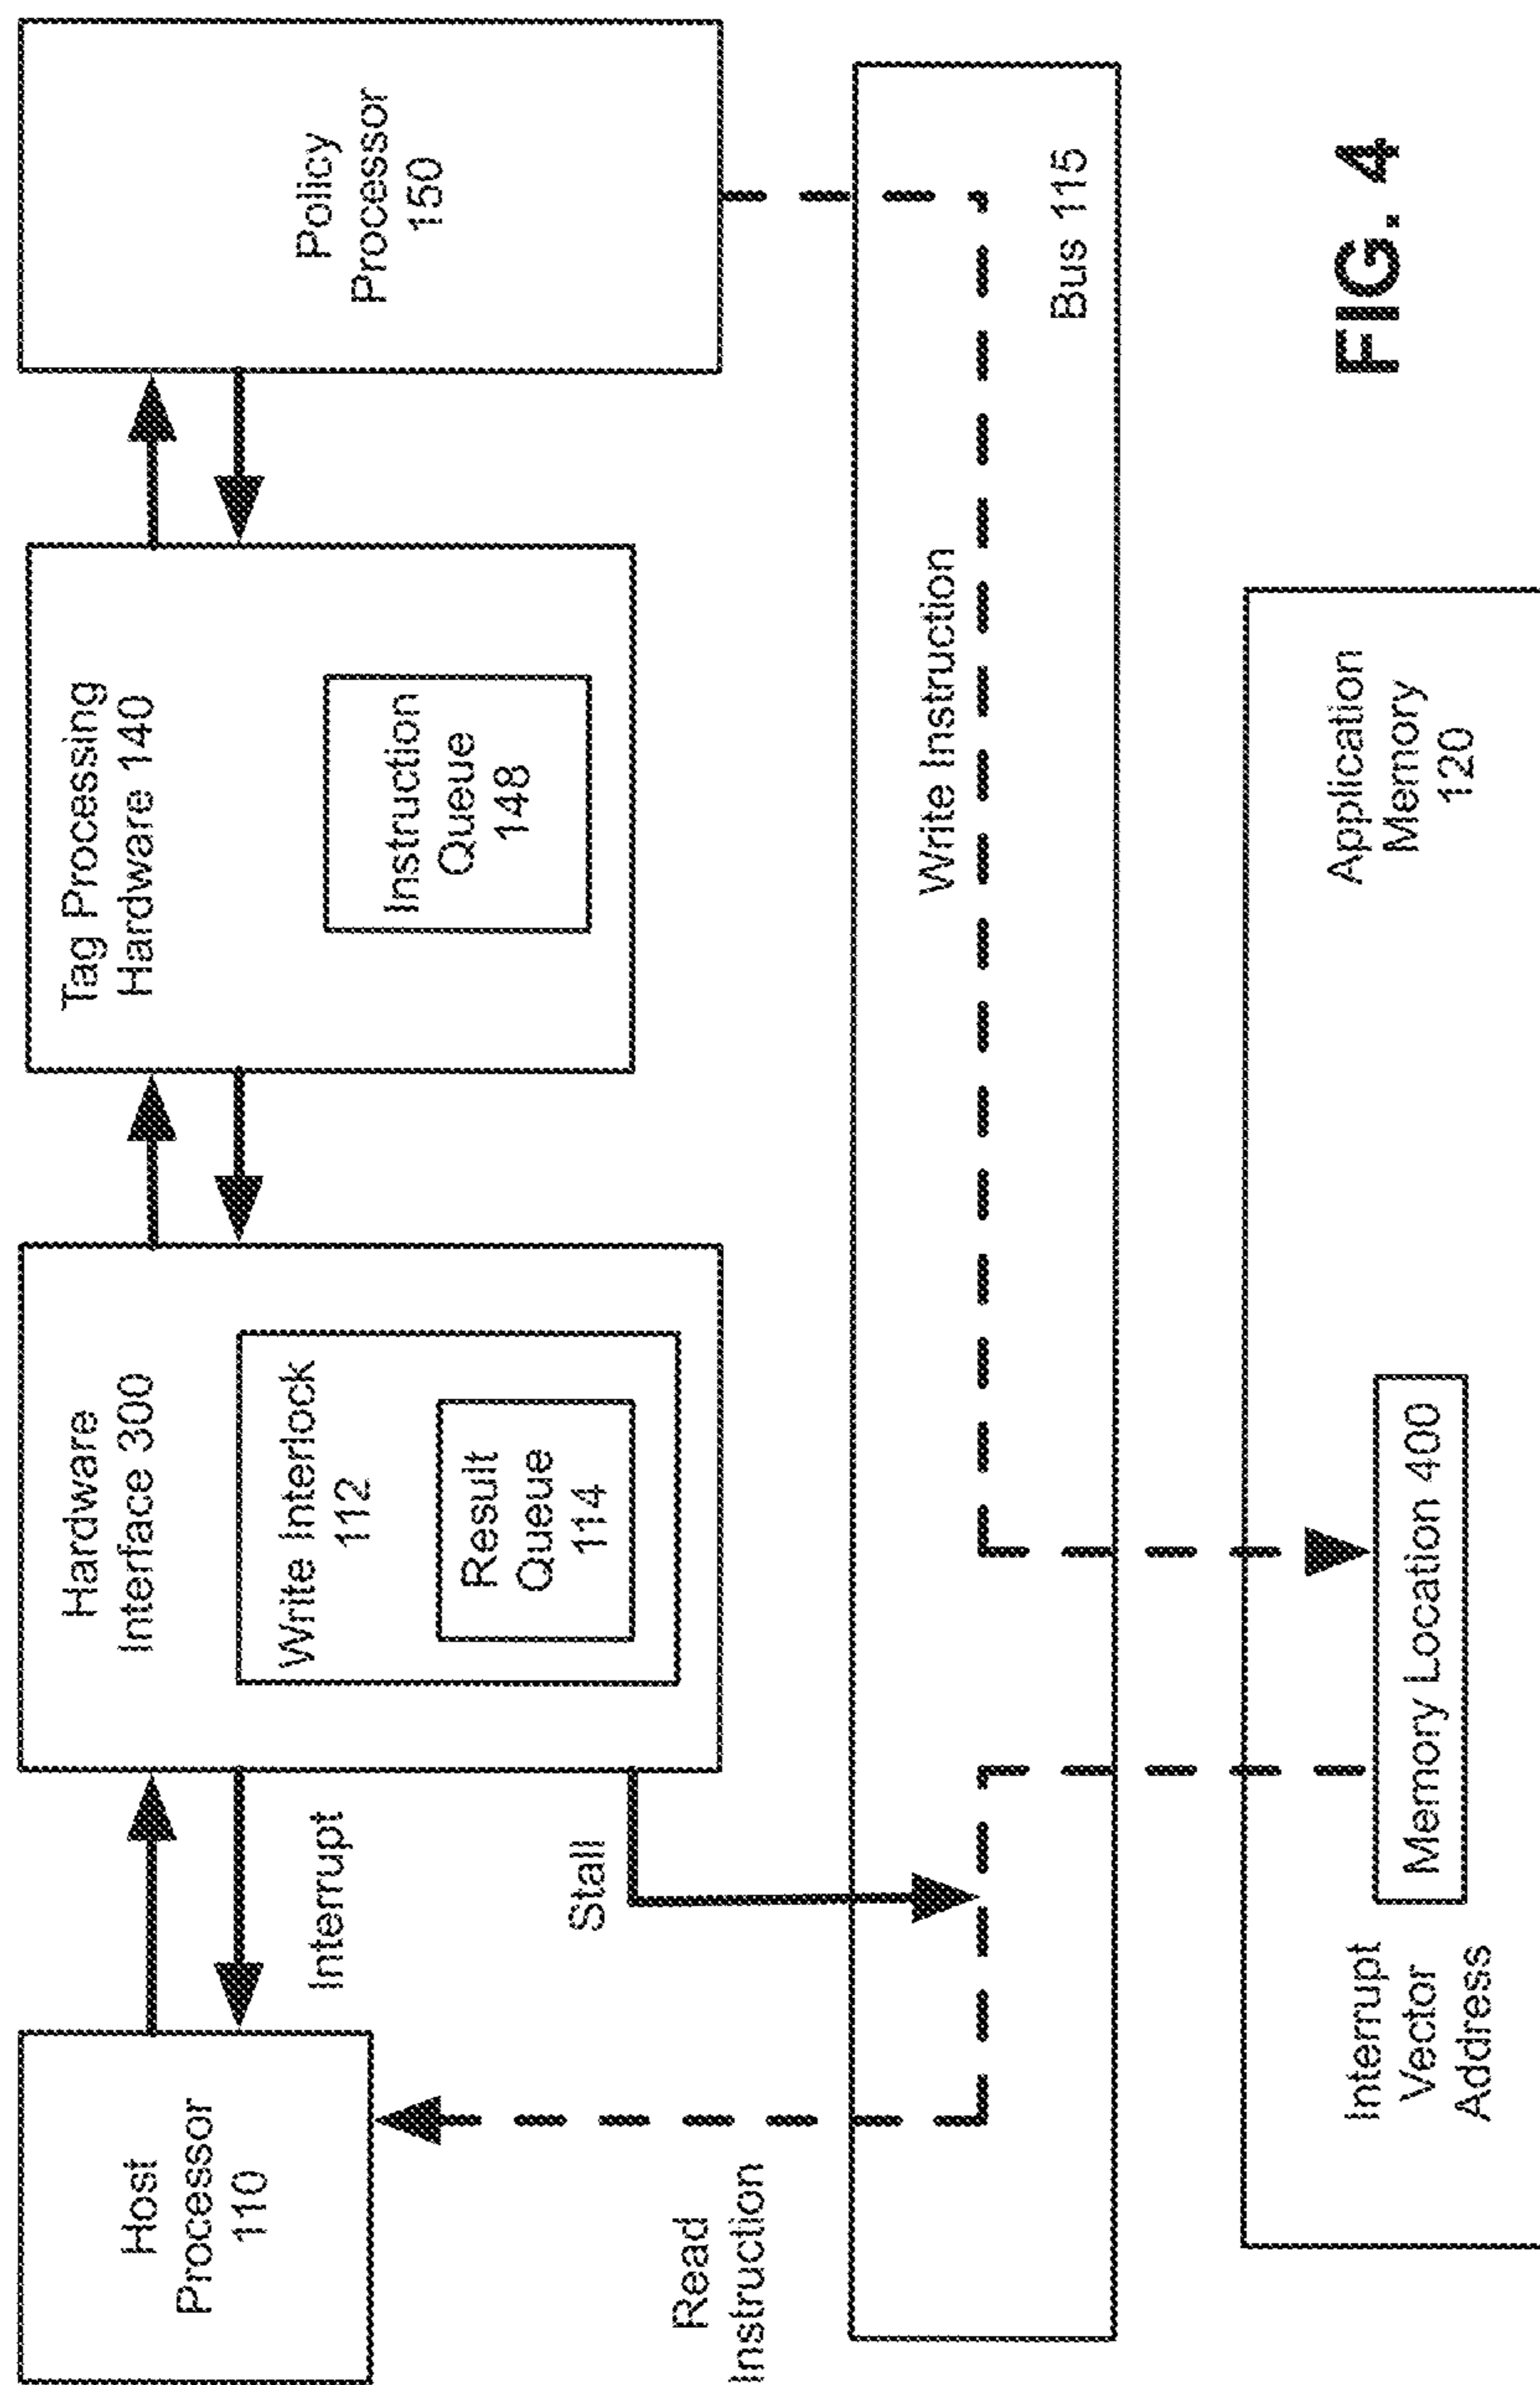 Host
Processor
110
Interrupt
Stall
Read
Instruction
Hardware
Interface 300
Write Interlock
112
Result
Queue
114
Tag Processing
Hardware 140
Instruction
Queue
148
Policy
Processor
150
Write Instruction
Bus 115
Interrupt
Vector
Address
Memory Location 400
Application
Memory
120
FIG. 4